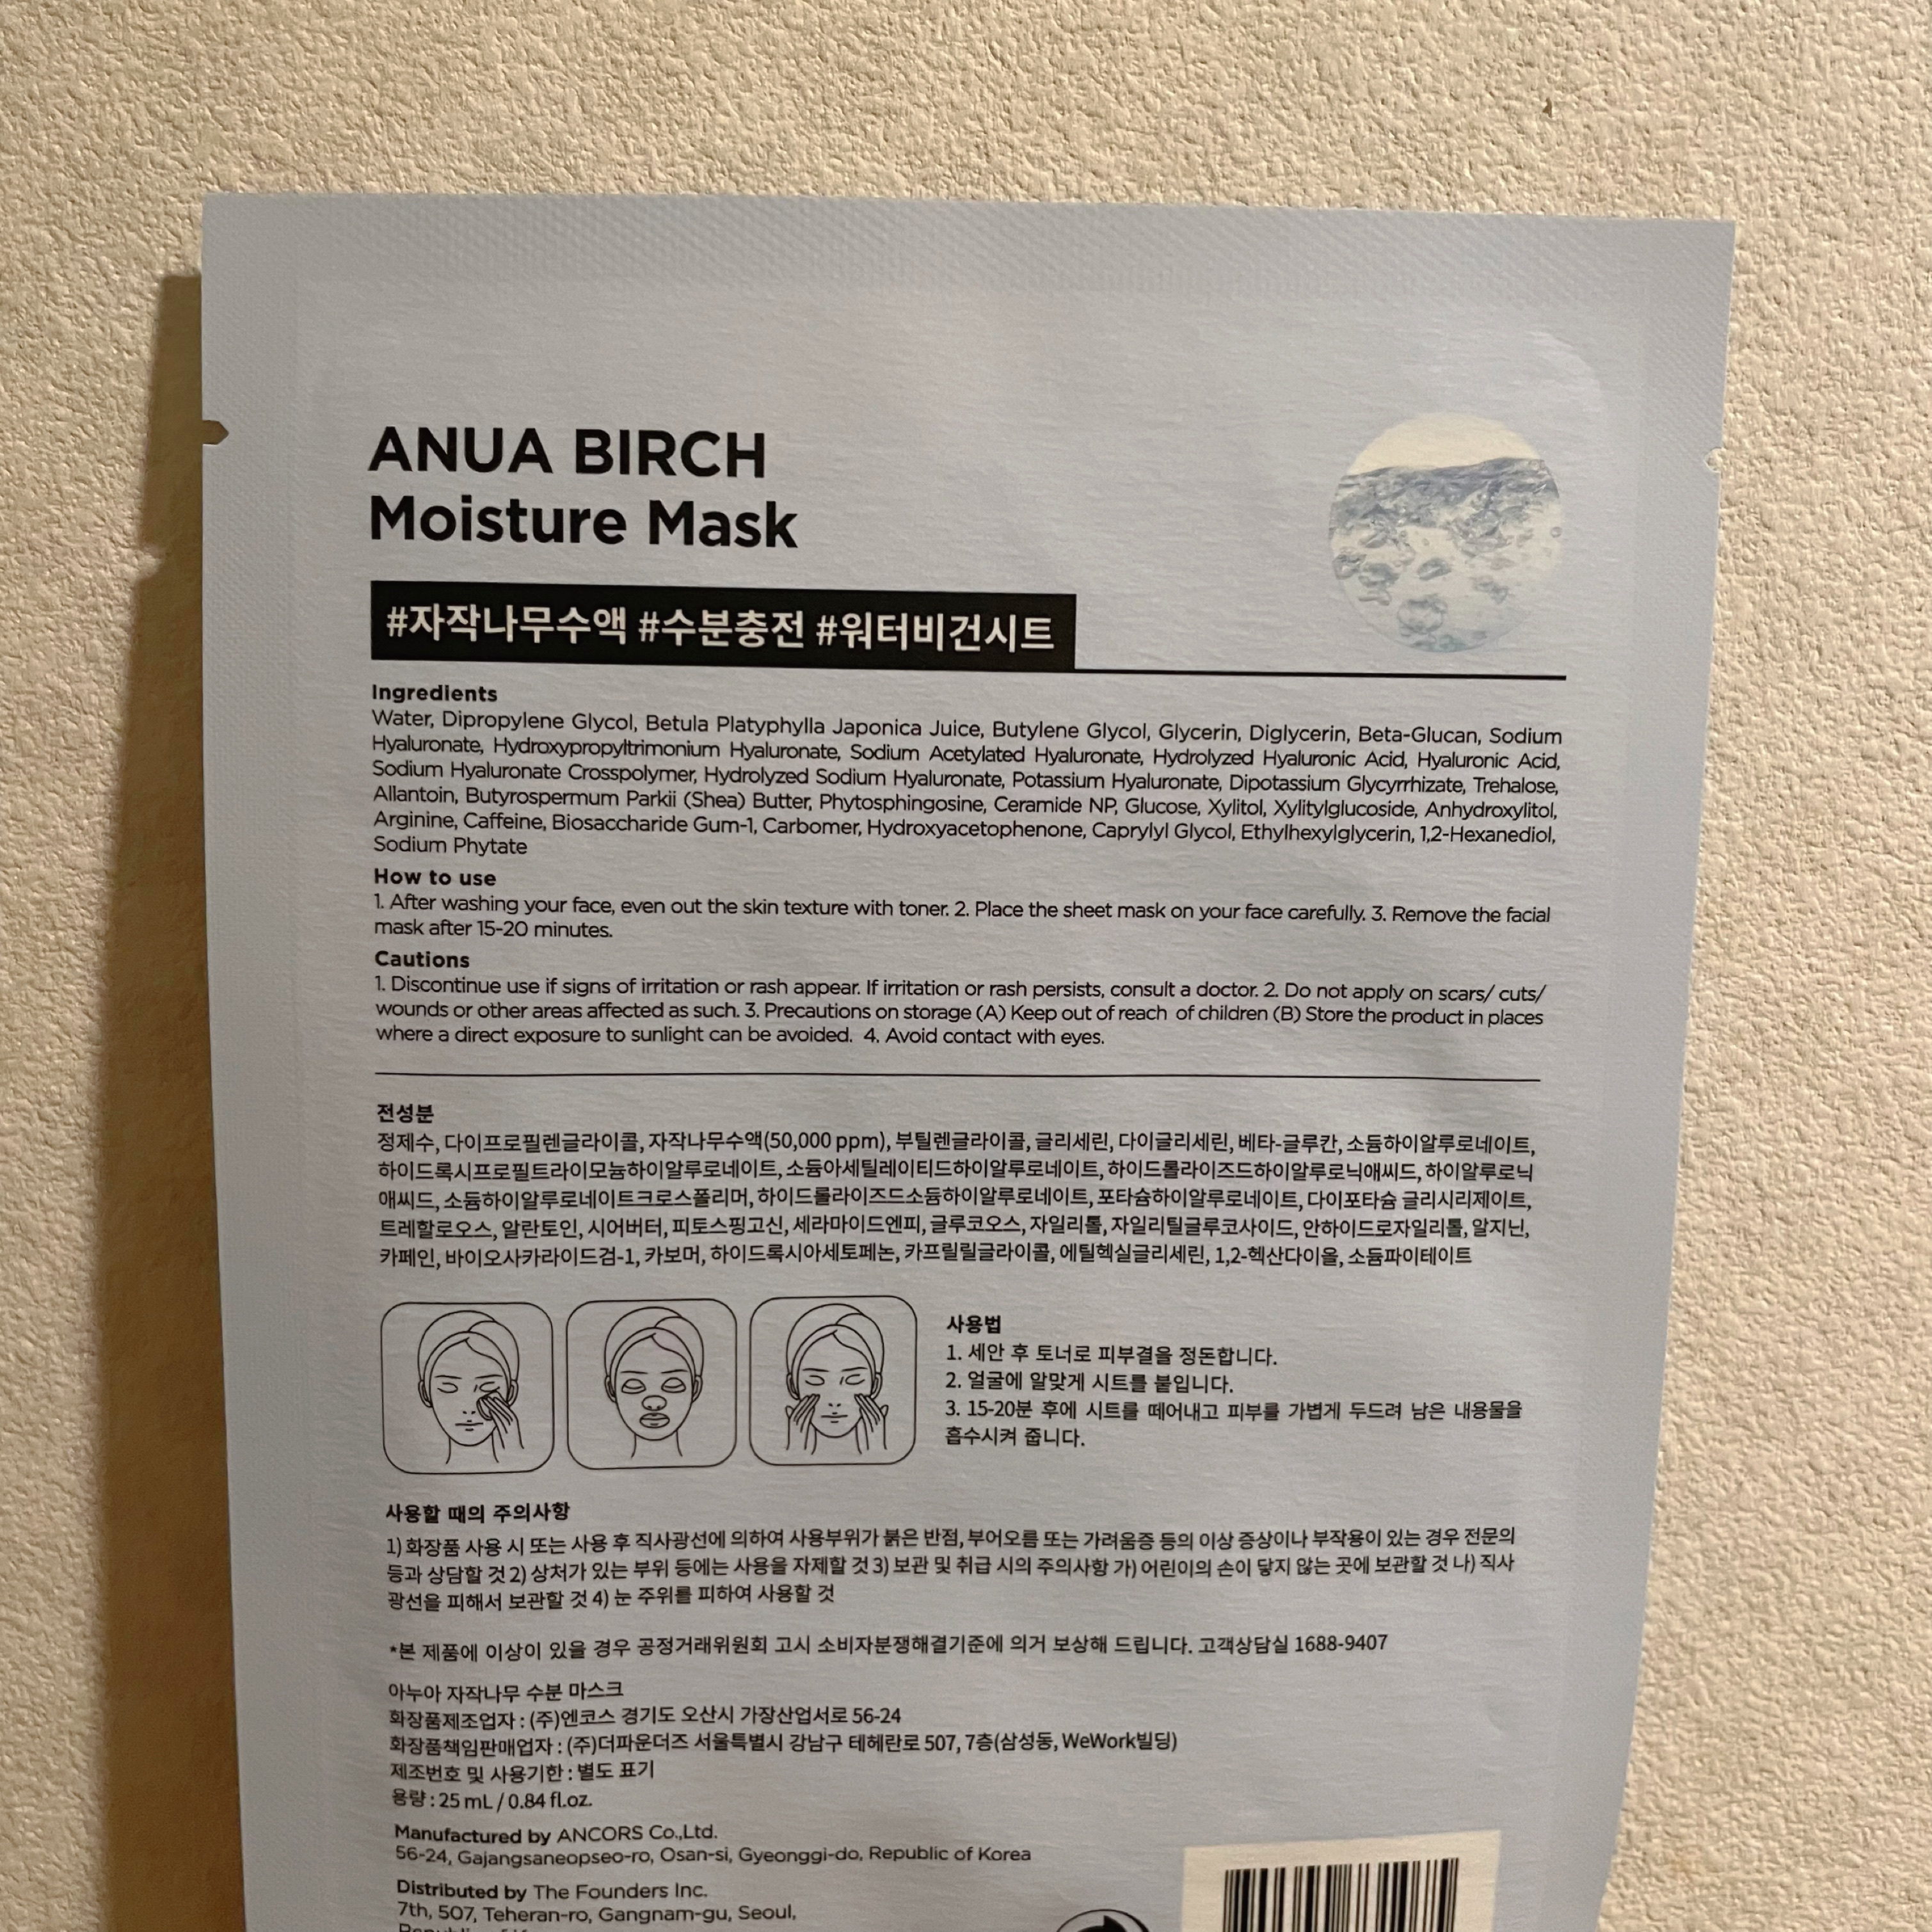 ANUA BIRCH
Moisture Mask
#자작나무수액 #수분충전 #워터비건시트
Ingredients
Water, Dipropylene Glycol, Betula Platyphylla Japonica Juice, Butylene Glycol, Glycerin, Diglycerin, Beta-Glucan, Sodium
Hyaluronate, Hydroxypropyltrimonium Hyaluronate, Sodium Acetylated Hyaluronate, Hydrolyzed Hyaluronic Acid, Hyaluronic Acid,
Sodium Hyaluronate Crosspolymer, Hydrolyzed Sodium Hyaluronate, Potassium Hyaluronate, Dipotassium Glycyrrhizate, Trehalose,
Allantoin, Butyrospermum Parkii (Shea) Butter, Phytosphingosine, Ceramide NP, Glucose, Xylitol, Xylitylglucoside, Anhydroxylitol,
Arginine, Caffeine, Biosaccharide Gum-1, Carbomer, Hydroxyacetophenone, Caprylyl Glycol, Ethylhexylglycerin, 1,2-Hexanediol,
Sodium Phytate
How to use
1. After washing your face, even out the skin texture with toner. 2. Place the sheet mask on your face carefully. 3. Remove the facial
mask after 15-20 minutes.
Cautions
1. Discontinue use if signs of irritation or rash appear. If irritation or rash persists, consult a doctor. 2. Do not apply on scars/ cuts/
wounds or other areas affected as such. 3. Precautions on storage (A) Keep out of reach of children (B) Store the product in places
where a direct exposure to sunlight can be avoided. 4. Avoid contact with eyes.
전성분
정제수, 다이프로필렌글라이콜, 자작나무수액(50,000 ppm), 부틸렌글라이콜, 글리세린, 다이글리세린, 베타-글루칸, 소듐하이알루로네이트,
하이드록시프로필트라이모늄하이알루로네이트, 소듐아세틸레이티드하이알루로네이트, 하이드롤라이즈드하이알루로닉애씨드, 하이알루로닉
애씨드, 소듐하이알루로네이트크로스폴리머, 하이드롤라이즈드소듐하이알루로네이트, 포타슘하이알루로네이트, 다이포타슘 글리시리제이트,
트레할로오스, 알란토인, 시어버터, 피토스핑고신, 세라마이드엔피, 글루코오스, 자일리톨, 자일리틸글루코사이드, 안하이드로자일리톨, 알지닌,
카페인, 바이오사카라이드검-1, 카보머, 하이드록시아세토페논, 카프릴릴글라이콜, 에틸헥실글리세린, 1,2-헥산다이올, 소듐파이테이트
사용법
1. 세안 후 토너로 피부결을 정돈합니다.
2. 얼굴에 알맞게 시트를 붙입니다.
3. 15-20분 후에 시트를 떼어내고 피부를 가볍게 두드려 남은 내용물을
흡수시켜 줍니다.
사용할 때의 주의사항
1) 화장품 사용 시 또는 사용 후 직사광선에 의하여 사용부위가 붉은 반점, 부어오름 또는 가려움증 등의 이상 증상이나 부작용이 있는 경우 전문의
등과 상담할 것 2) 상처가 있는 부위 등에는 사용을 자제할 것 3) 보관 및 취급 시의 주의사항 가) 어린이의 손이 닿지 않는 곳에 보관할 것 나) 직사
광선을 피해서 보관할 것 4) 눈 주위를 피하여 사용할 것
*본 제품에 이상이 있을 경우 공정거래위원회 고시 소비자분쟁해결기준에 의거 보상해 드립니다. 고객상담실 1688-9407
아누아 자작나무 수분 마스크
화장품제조업자 : (주)엔코스 경기도 오산시 가장산업서로 56-24
화장품책임판매업자 : (주)더파운더즈 서울특별시 강남구 테헤란로 507, 7층(삼성동, WeWork빌딩)
제조번호 및 사용기한 : 별도 표기
용량 : 25 mL / 0.84 fl.oz.
Manufactured by ANCORS Co.,Ltd.
56-24, Gajangsaneopseo-ro, Osan-si, Gyeonggi-do, Republic of Korea
Distributed by The Founders Inc.
7th, 507, Teheran-ro, Gangnam-gu, Seoul,